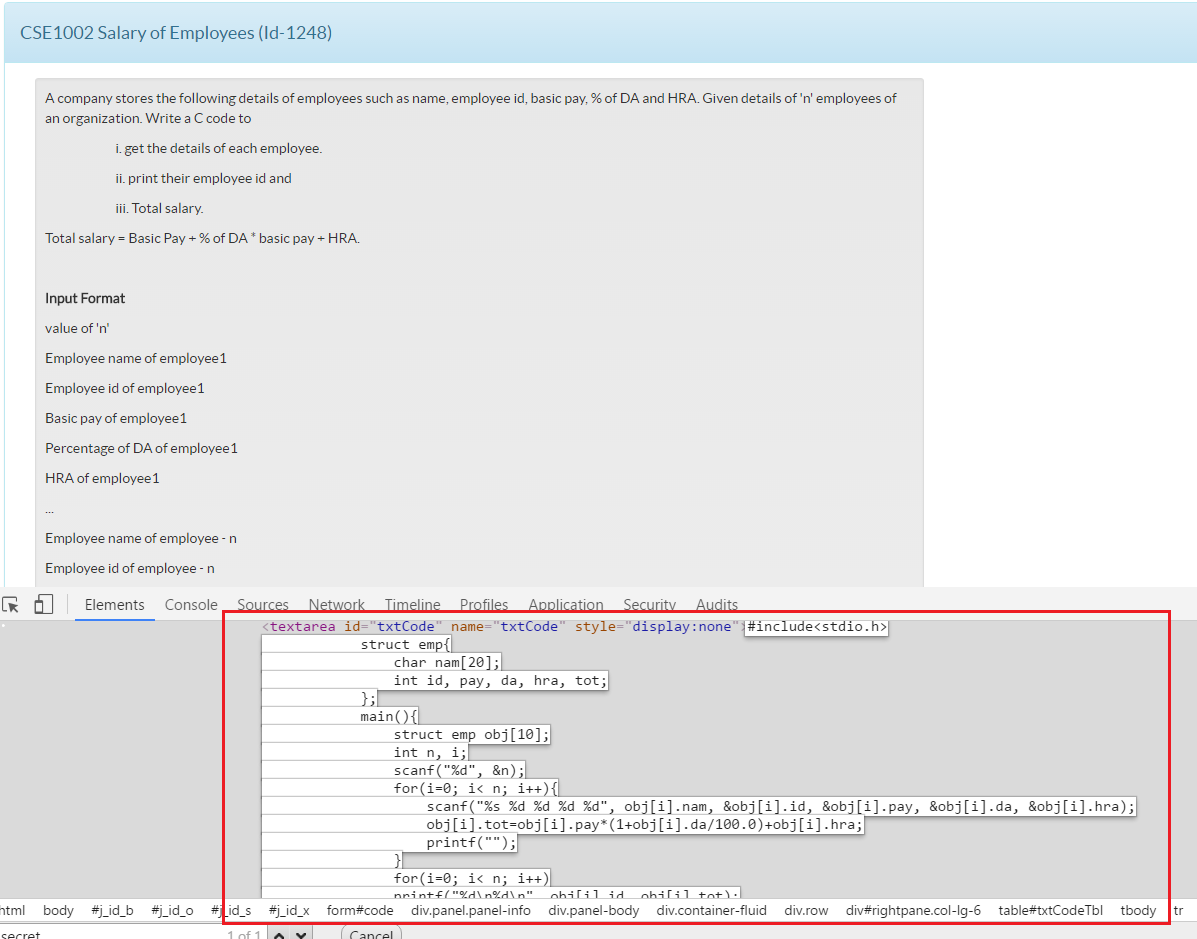 CSE1002 Salary of Employees (Id-1248)
A company stores the following details of employees such as name, employee id, basic pay, % of DA and HRA. Given details of 'n' employees of
an organization. Write a C code to
i. get the details of each employee.
ii. print their employee id and
iii. Total salary.
Total salary = Basic Pay + % of DA * basic pay + HRA.
Input Format
value of 'n'
Employee name of employee1
Employee id of employee1
Basic pay of employee1
Percentage of DA of employee1
HRA of employee1
...
Employee name of employee - n
Employee id of employee - n
Elements Console Sources Network Timeline Profiles Application Security Audits
<textarea id="txtCode" name="txtCode" style="display:none" #include<stdio.h>
struct emp{
char nam[20];
int id, pay, da, hra, tot;
};
main(){
struct emp obj[10];
int n, i;
scanf("%d", &n);
for(i=0; i< n; i++){
scanf("%s %d %d %d %d", obj[i].nam, &obj[i].id, &obj[i].pay, &obj[i].da, &obj[i].hra);
obj[i].tot=obj[i].pay*(1+obj[i].da/100.0)+obj[i].hra;
printf("");
}
for(i=0; i< n; i++)
printf("%d\n%d\n", obj[i].id, obj[i].tot);
html body #j_id_b #j_id_o #j_id_s #j_id_x form#code div.panel.panel-info div.panel-body div.container-fluid div.row div#rightpane.col-lg-6 table#txtCodeTbl tbody tr
secret 1 of 1 Cancel